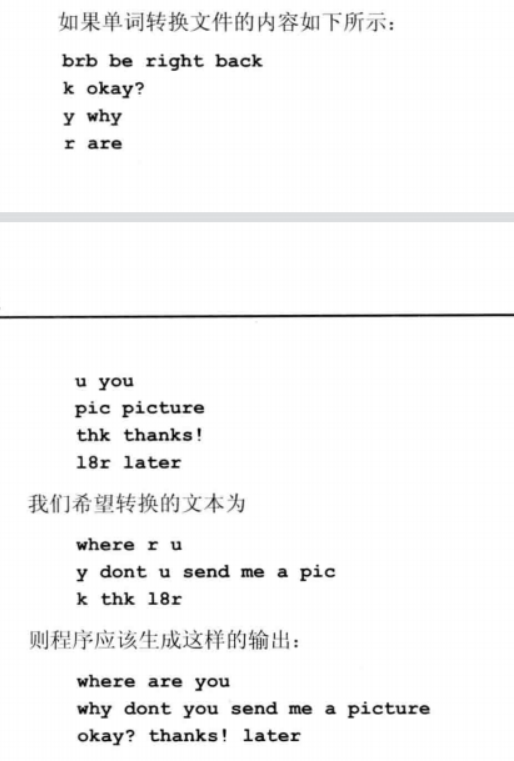 如果单词转换文件的内容如下所示：
brb be right back
k okay?
y why
r are
u you
pic picture
thk thanks!
l8r later
我们希望转换的文本为
where r u
y dont u send me a pic
k thk l8r
则程序应该生成这样的输出：
where are you
why dont you send me a picture
okay? thanks! later